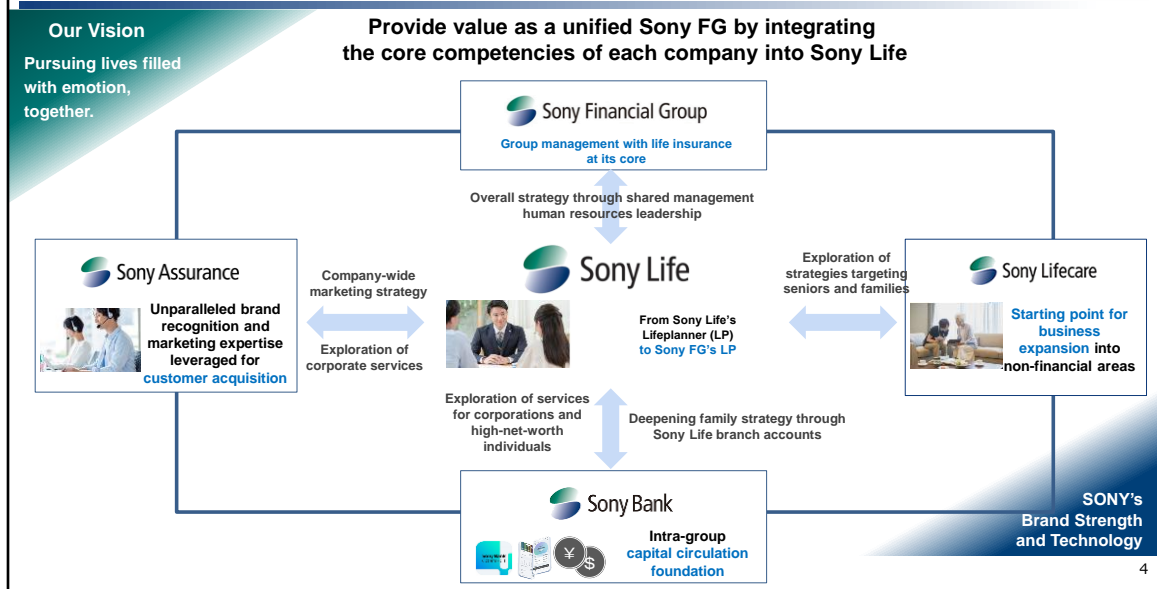 Our Vision
Pursuing lives filled
with emotion,
together.
Provide value as a unified Sony FG by integrating
the core competencies of each company into Sony Life
Sony Financial Group
Group management with life insurance
at its core
Overall strategy through shared management
human resources leadership
Sony Assurance
Unparalleled brand
recognition and
marketing expertise
leveraged for
customer acquisition
Company-wide
marketing strategy
Exploration of
corporate services
Sony Life
From Sony Life's
Lifeplanner (LP)
to Sony FG's LP
Exploration of
strategies targeting
seniors and families
Sony Lifecare
Starting point for
business
expansion into
non-financial areas
Exploration of services
for corporations and
high-net-worth
individuals
Deepening family strategy through
Sony Life branch accounts
Sony Bank
¥
$
Intra-group
capital circulation
foundation
SONY's
Brand Strength
and Technology
4